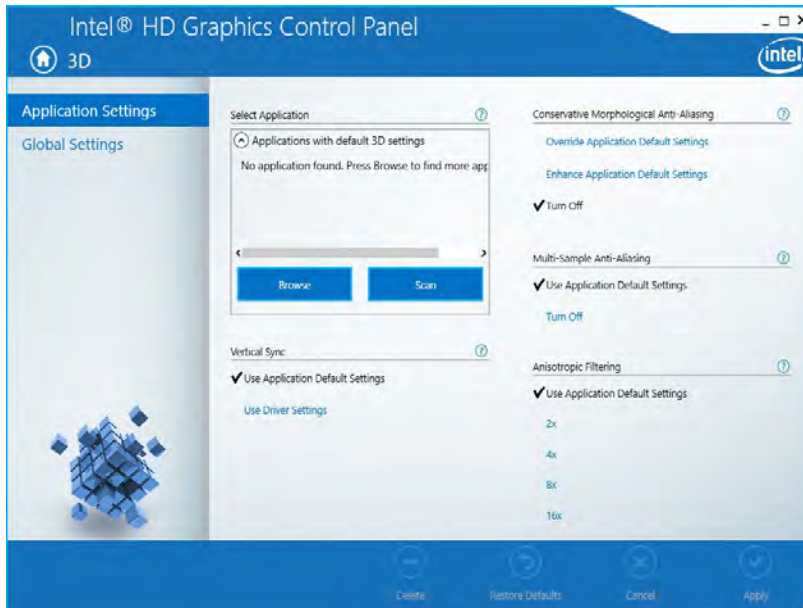 Intel® HD Graphics Control Panel
3D
intel
Application Settings
Global Settings
Select Application
?
Applications with default 3D settings
No application found. Press Browse to find more app
Browse
Scan
Vertical Sync
?
✔Use Application Default Settings
Use Driver Settings
Conservative Morphological Anti-Aliasing
?
Override Application Default Settings
Enhance Application Default Settings
✔Turn Off
Multi-Sample Anti-Aliasing
?
✔Use Application Default Settings
Turn Off
Anisotropic Filtering
?
✔Use Application Default Settings
2x
4x
8x
16x
Delete
Restore Defaults
Cancel
Apply